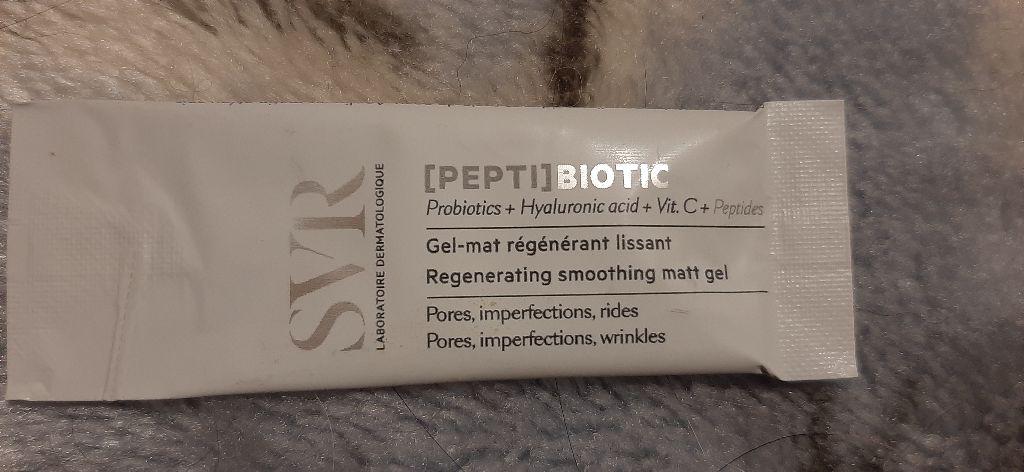 SVR
LABORATOIRE DERMATOLOGIQUE
[PEPTI]BIOTIC
Probiotics + Hyaluronic acid + Vit. C + Peptides
Gel-mat régénérant lissant
Regenerating smoothing matt gel
Pores, imperfections, rides
Pores, imperfections, wrinkles